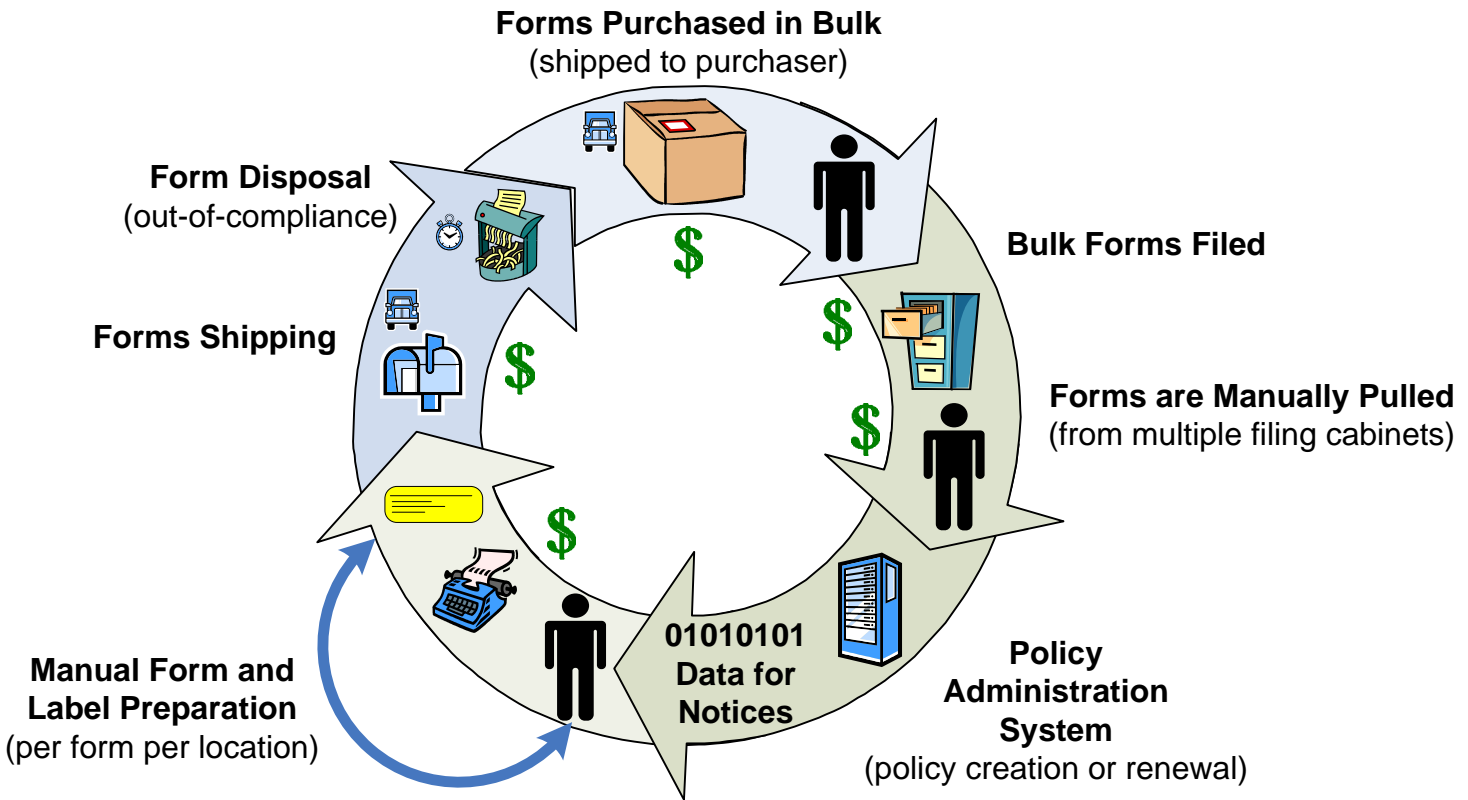 Forms Purchased in Bulk
(shipped to purchaser)
Form Disposal
(out-of-compliance)
$
Bulk Forms Filed
$
Forms Shipping
$
Forms are Manually Pulled
(from multiple filing cabinets)
$
$
01010101
Data for
Notices
Policy
Administration
System
(policy creation or renewal)
Manual Form and
Label Preparation
(per form per location)